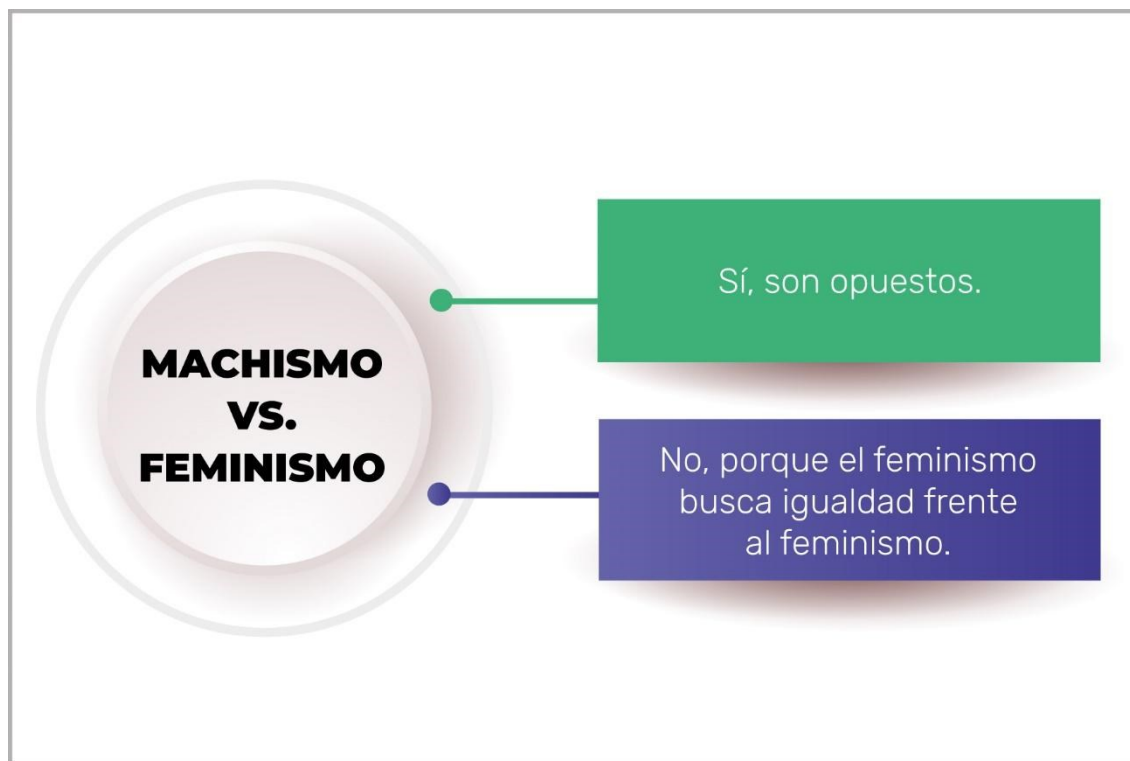 MACHISMO
VS.
FEMINISMO
Sí, son opuestos.
No, porque el feminismo
busca igualdad frente
al feminismo.